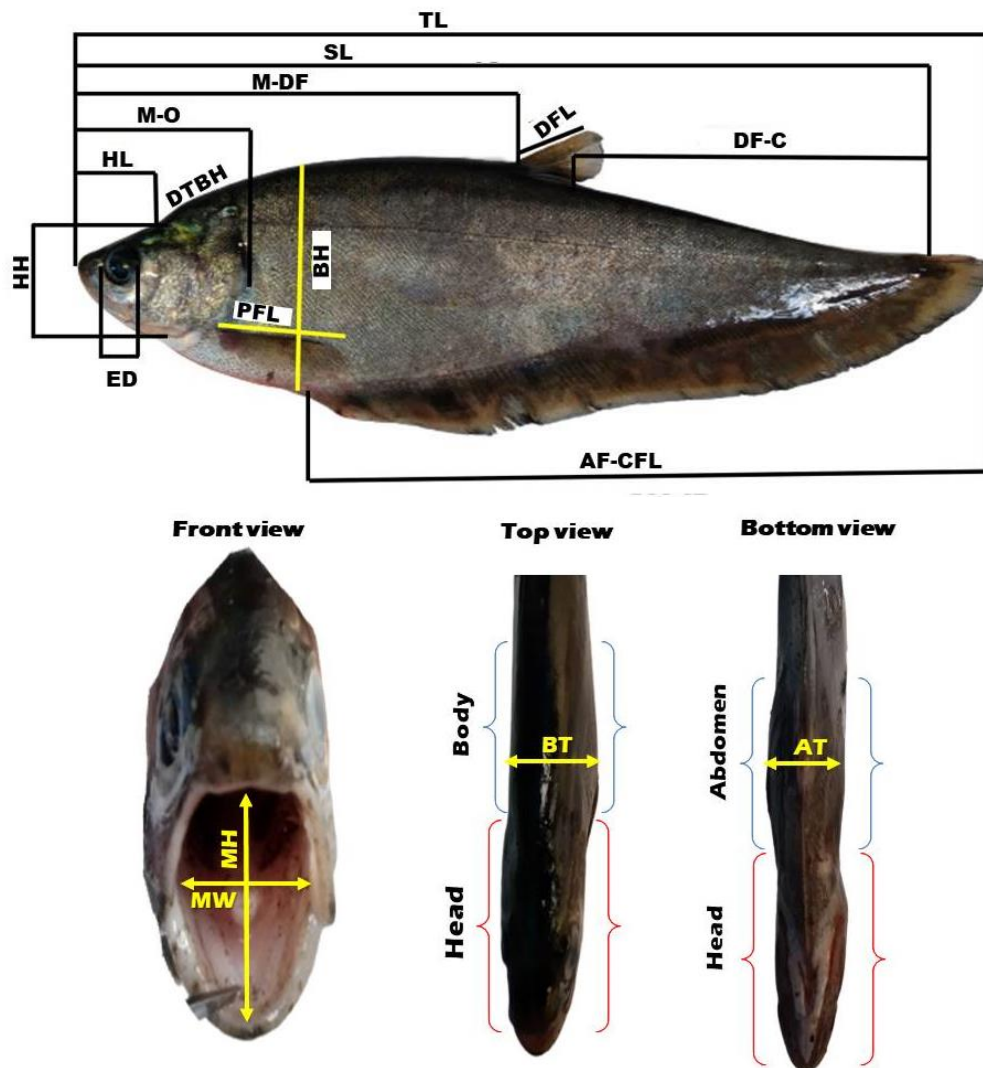 TL
SL
M-DF
M-O
DFL
DF-C
HL
DTBH
HH
BH
PFL
ED
AF-CFL
Front view
Top view
Bottom view
Body
BT
Abdomen
AT
MH
MW
Head
Head